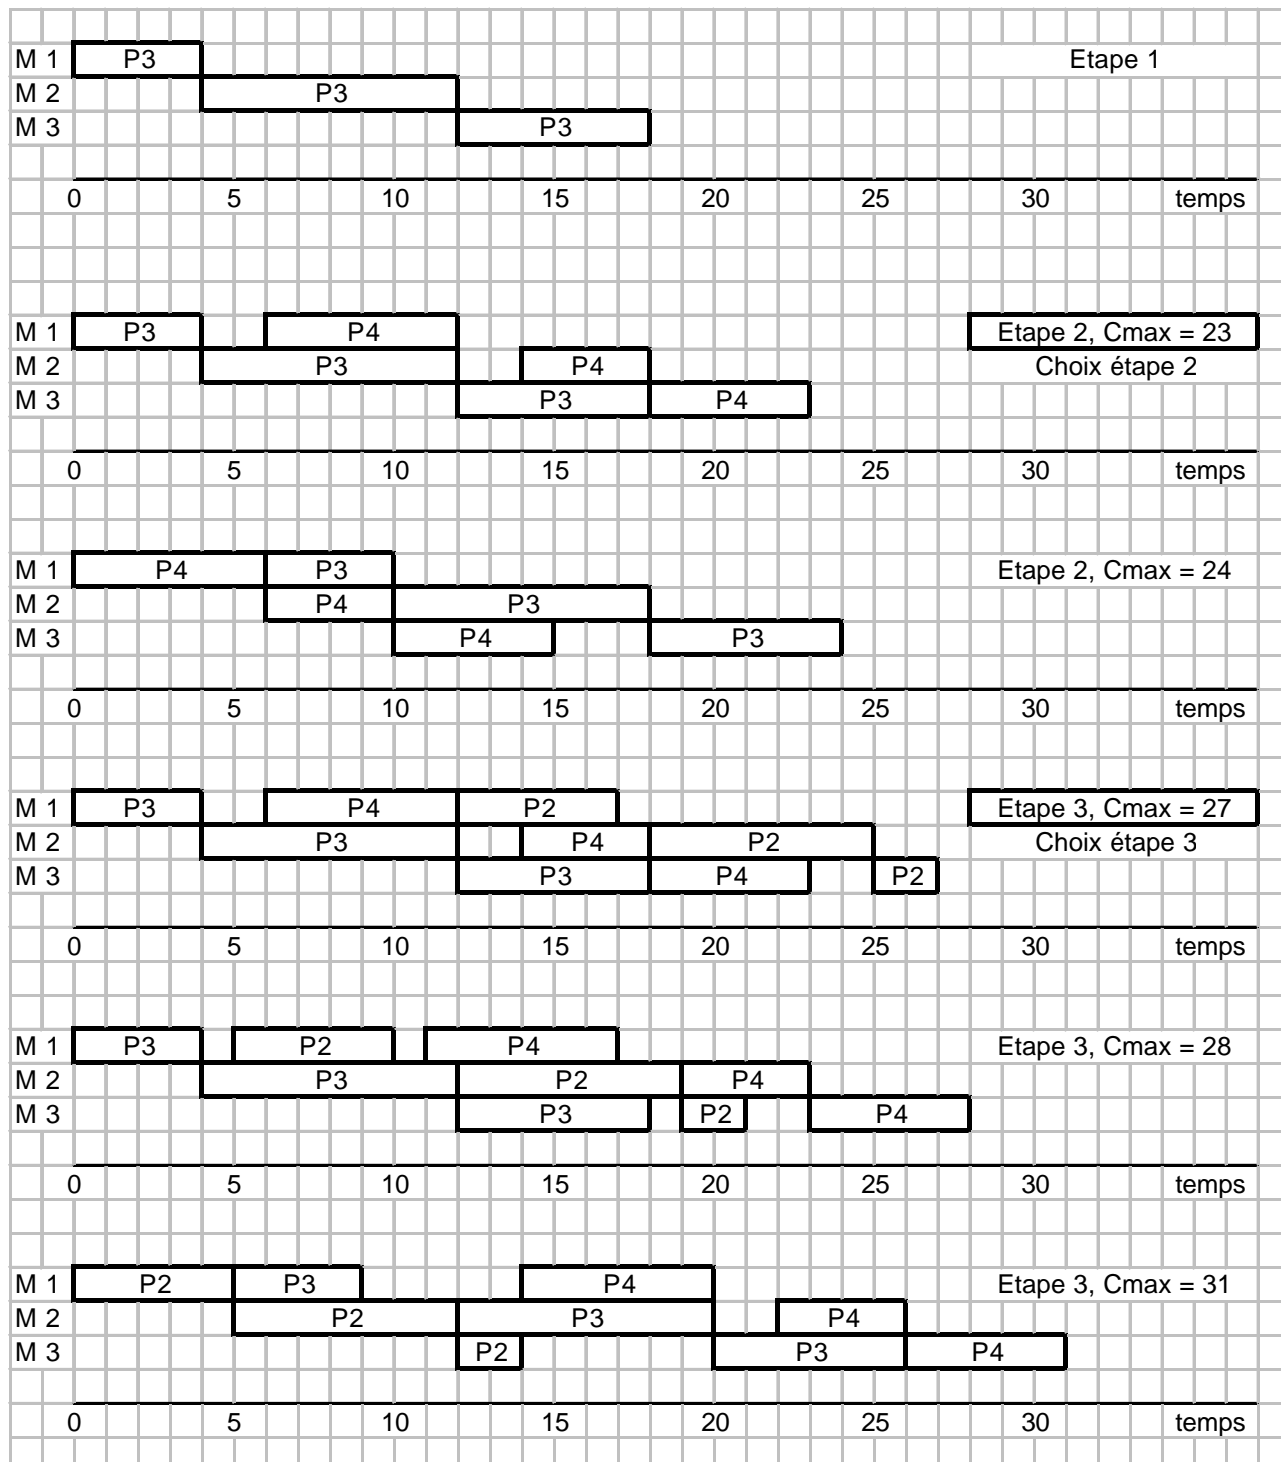 M 1 P3 Etape 1
M 2 P3
M 3 P3
0 5 10 15 20 25 30 temps
M 1 P3 P4 Etape 2, Cmax = 23
M 2 P3 P4 Choix étape 2
M 3 P3 P4
0 5 10 15 20 25 30 temps
M 1 P4 P3 Etape 2, Cmax = 24
M 2 P4 P3
M 3 P4 P3
0 5 10 15 20 25 30 temps
M 1 P3 P4 P2 Etape 3, Cmax = 27
M 2 P3 P4 P2 Choix étape 3
M 3 P3 P4 P2
0 5 10 15 20 25 30 temps
M 1 P3 P2 P4 Etape 3, Cmax = 28
M 2 P3 P2 P4
M 3 P3 P2 P4
0 5 10 15 20 25 30 temps
M 1 P2 P3 P4 Etape 3, Cmax = 31
M 2 P2 P3 P4
M 3 P2 P3 P4
0 5 10 15 20 25 30 temps